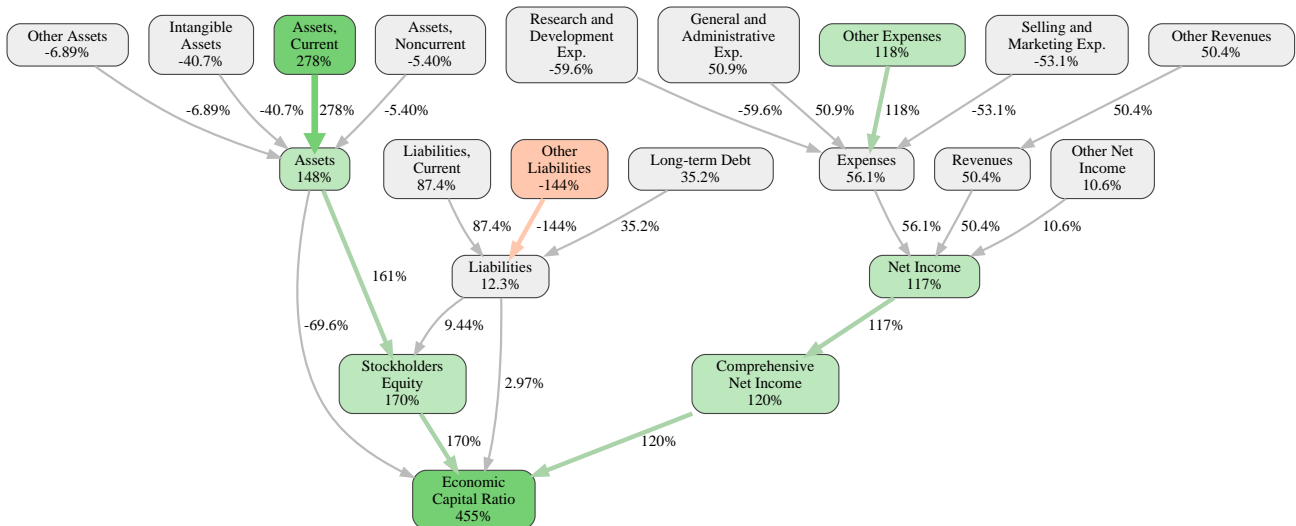 Other Assets
-6.89%
Intangible
Assets
-40.7%
Assets,
Current
278%
Assets,
Noncurrent
-5.40%
Research and
Development
Exp.
-59.6%
General and
Administrative
Exp.
50.9%
Other Expenses
118%
Selling and
Marketing Exp.
-53.1%
Other Revenues
50.4%
-6.89%
-40.7%
278%
-5.40%
-59.6%
50.9%
118%
-53.1%
50.4%
Assets
148%
Liabilities,
Current
87.4%
Other
Liabilities
-144%
Long-term Debt
35.2%
Expenses
56.1%
Revenues
50.4%
Other Net
Income
10.6%
87.4%
-144%
35.2%
56.1%
50.4%
10.6%
161%
Liabilities
12.3%
Net Income
117%
-69.6%
9.44%
117%
2.97%
Stockholders
Equity
170%
Comprehensive
Net Income
120%
170%
120%
Economic
Capital Ratio
455%